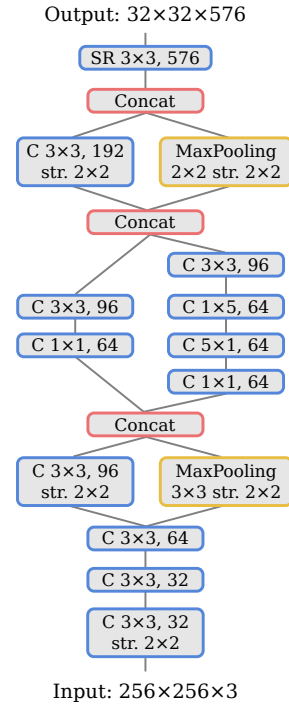 Output: 32×32×576
SR 3×3, 576
Concat
C 3×3, 192
str. 2×2
MaxPooling
2×2 str. 2×2
Concat
C 3×3, 96
C 1×1, 64
C 3×3, 96
C 1×5, 64
C 5×1, 64
C 1×1, 64
Concat
C 3×3, 96
str. 2×2
MaxPooling
3×3 str. 2×2
C 3×3, 64
C 3×3, 32
C 3×3, 32
str. 2×2
Input: 256×256×3